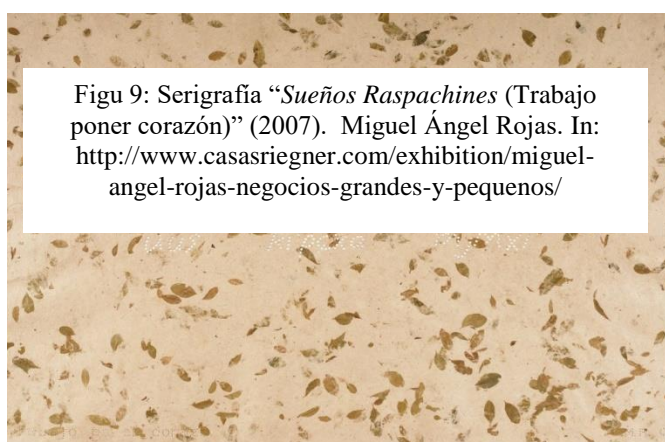 Figu 9: Serigrafía “Sueños Raspachines (Trabajo
poner corazón)” (2007).  Miguel Ángel Rojas. In:
http://www.casasriegner.com/exhibition/miguel-
angel-rojas-negocios-grandes-y-pequenos/